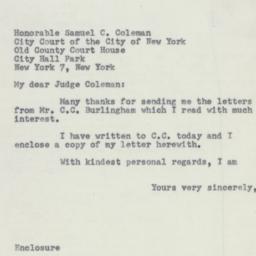 Honorable Samuel C. Coleman
City Court of the City of New York
Old County Court House
City Hall Park
New York 7, New York
My dear Judge Coleman:
Many thanks for sending me the letters
from Mr. C.C. Burlingham which I read with much
interest.
I have written to C.C. today and I
enclose a copy of my letter herewith.
With kindest personal regards, I am
Yours very sincerely,
Enclosure